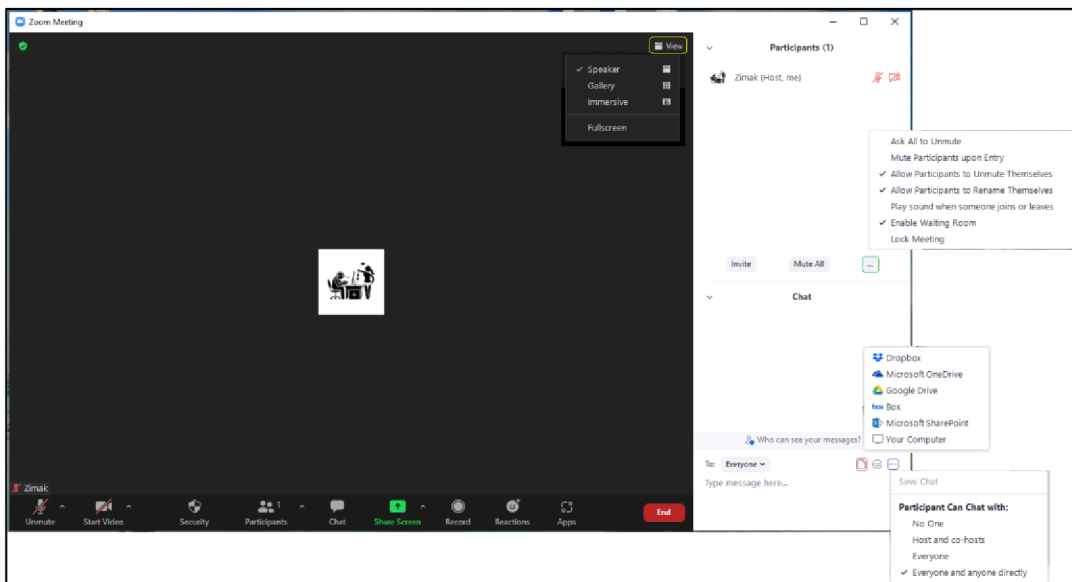 Zoom Meeting
View
Speaker
Gallery
Immersive
Fullscreen
Participants (1)
Zimak (Host, me)
Ask All to Unmute
Mute Participants upon Entry
Allow Participants to Unmute Themselves
Allow Participants to Rename Themselves
Play sound when someone joins or leaves
Enable Waiting Room
Lock Meeting
Invite
Mute All
...
Chat
Dropbox
Microsoft OneDrive
Google Drive
box Box
Microsoft SharePoint
Your Computer
Who can see your messages?
To: Everyone
Type message here...
Save Chat
Participant Can Chat with:
No One
Host and co-hosts
Everyone
Everyone and anyone directly
Zimak
Unmute
Start Video
Security
Participants 1
Chat
Share Screen
Record
Reactions
Apps
End